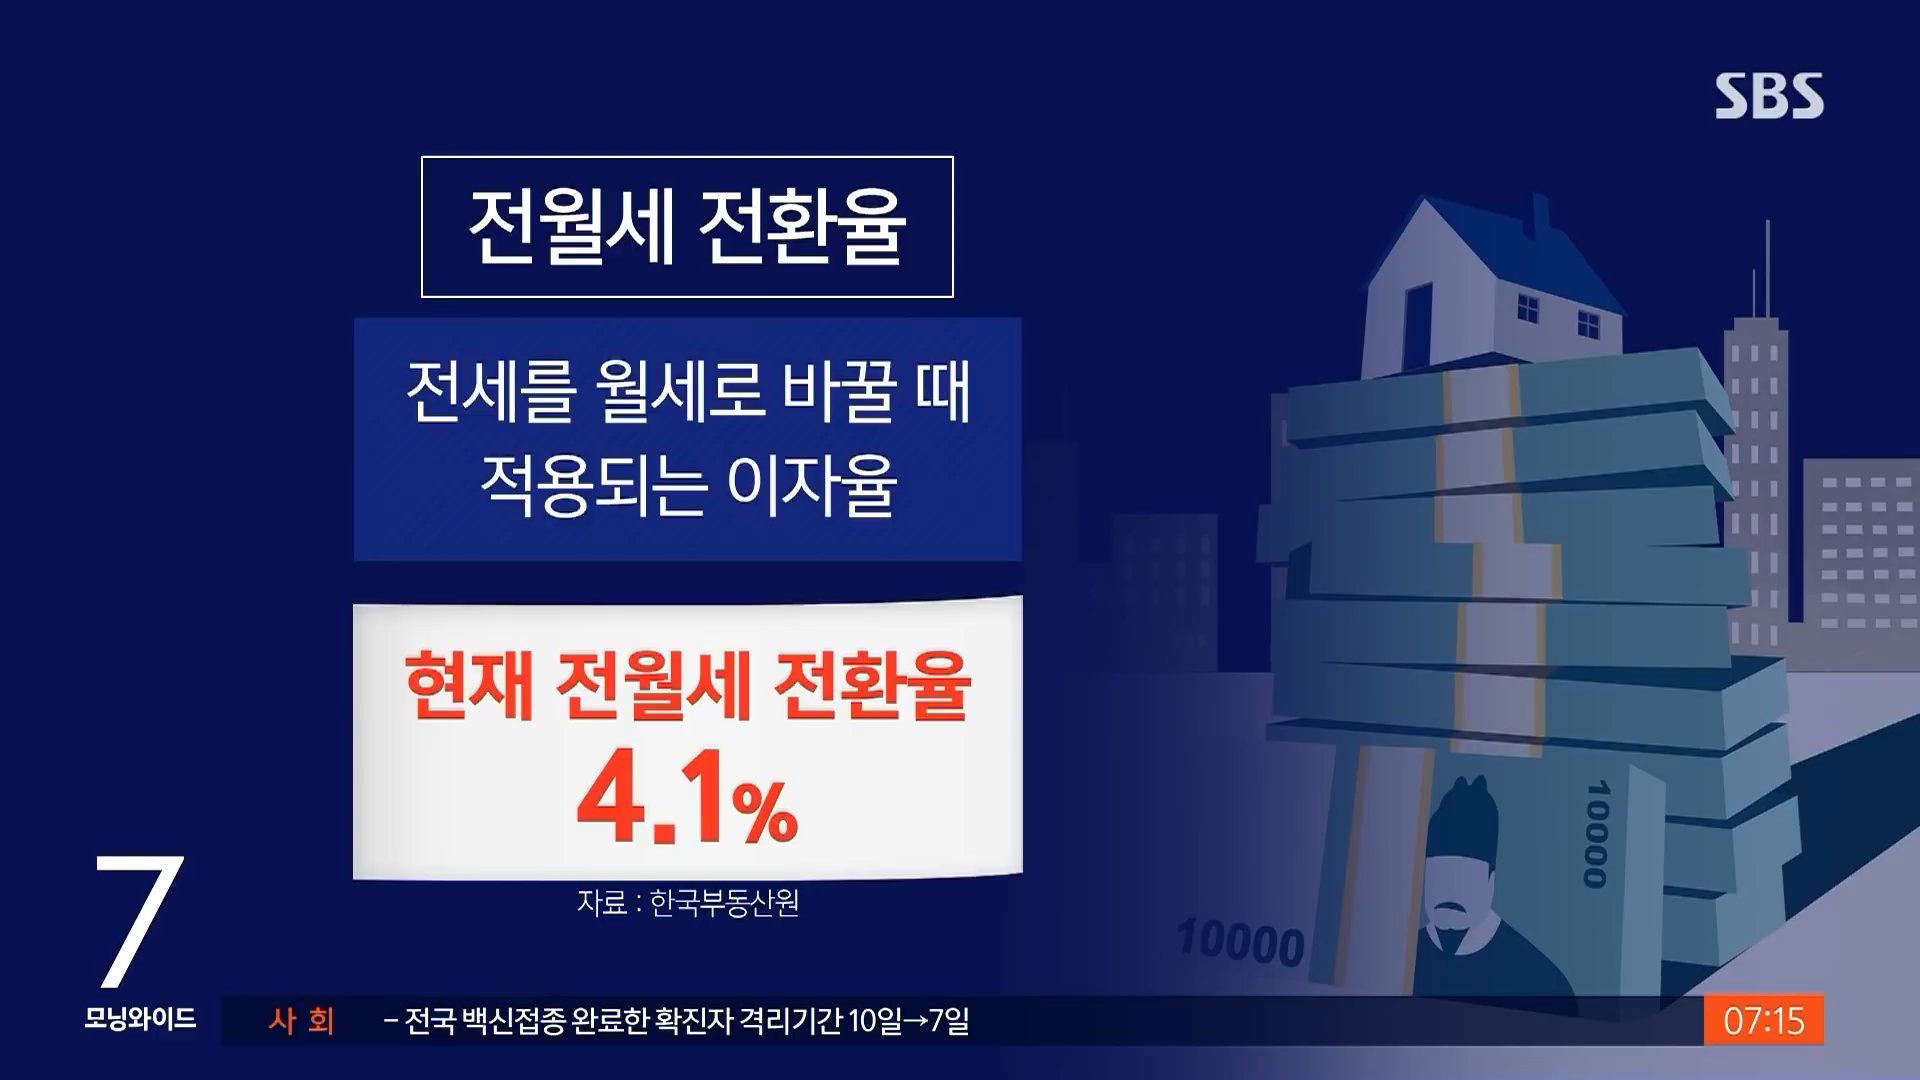 SBS
전월세 전환율
전세를 월세로 바꿀 때
적용되는 이자율
현재 전월세 전환율
4.1%
자료 : 한국부동산원
10000
10000
7
모닝와이드
사회 - 전국 백신접종 완료한 확진자 격리기간 10일→7일
07:15